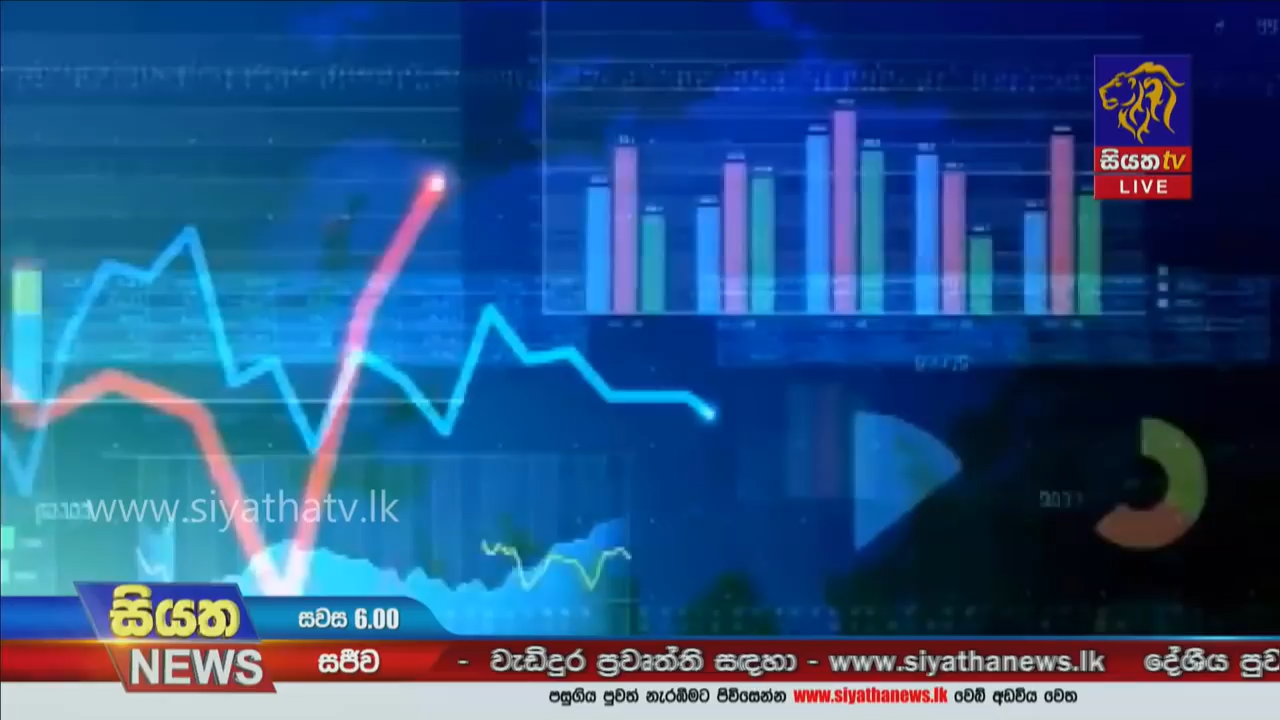 සියත tv
LIVE
www.siyathatv.lk
සියත
සවස 6.00
NEWS
සජීව
- වැඩිදුර ප්‍රවෘත්ති සඳහා - www.siyathanews.lk දේශීය පුව
පසුගිය පුවත් නැරඹීමට පිවිසෙන්න www.siyathanews.lk වෙබ් අඩවිය වෙත